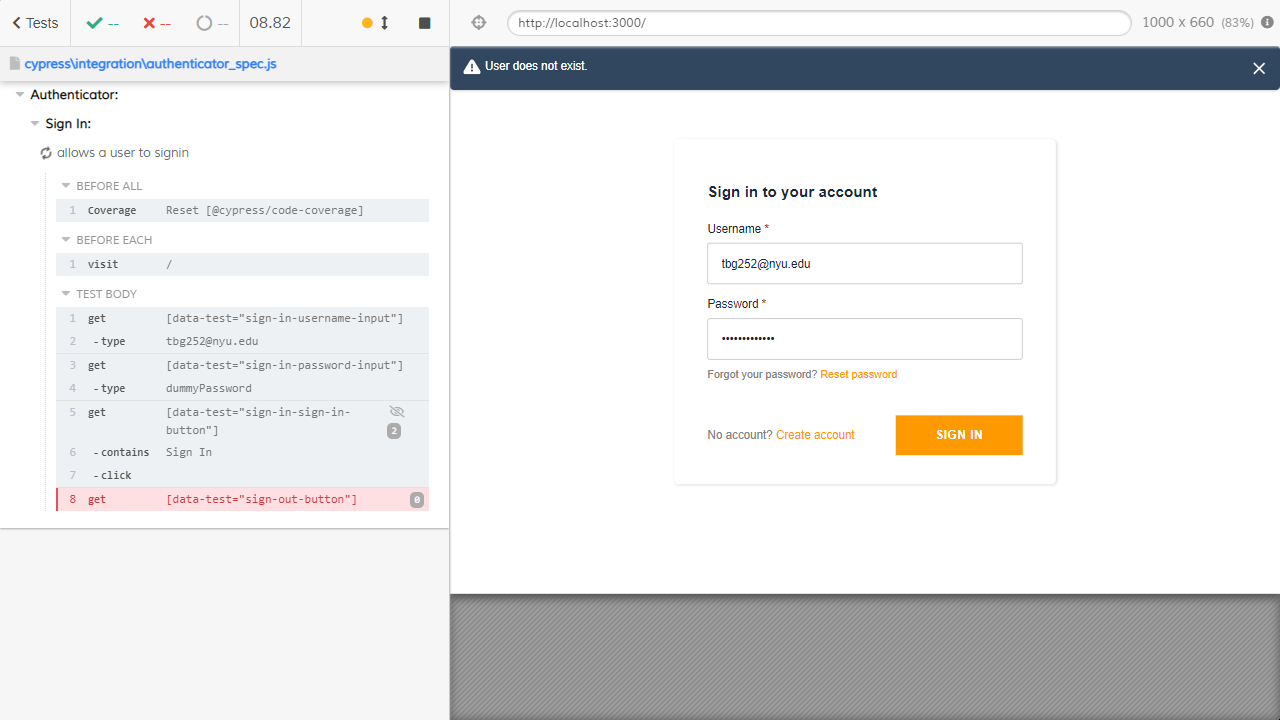 Tests
--
--
--
08.82
http://localhost:3000/
1000 x 660 (83%)
cypress\integration\authenticator_spec.js
Authenticator:
Sign In:
allows a user to signin
BEFORE ALL
1 Coverage Reset [@cypress/code-coverage]
BEFORE EACH
1 visit /
TEST BODY
1 get [data-test="sign-in-username-input"]
2 -type tbg252@nyu.edu
3 get [data-test="sign-in-password-input"]
4 -type dummyPassword
5 get [data-test="sign-in-sign-in-
button"] 2
6 -contains Sign In
7 -click
8 get [data-test="sign-out-button"] 0
User does not exist.
Sign in to your account
Username *
tbg252@nyu.edu
Password *
•••••••••••••
Forgot your password? Reset password
No account? Create account
SIGN IN